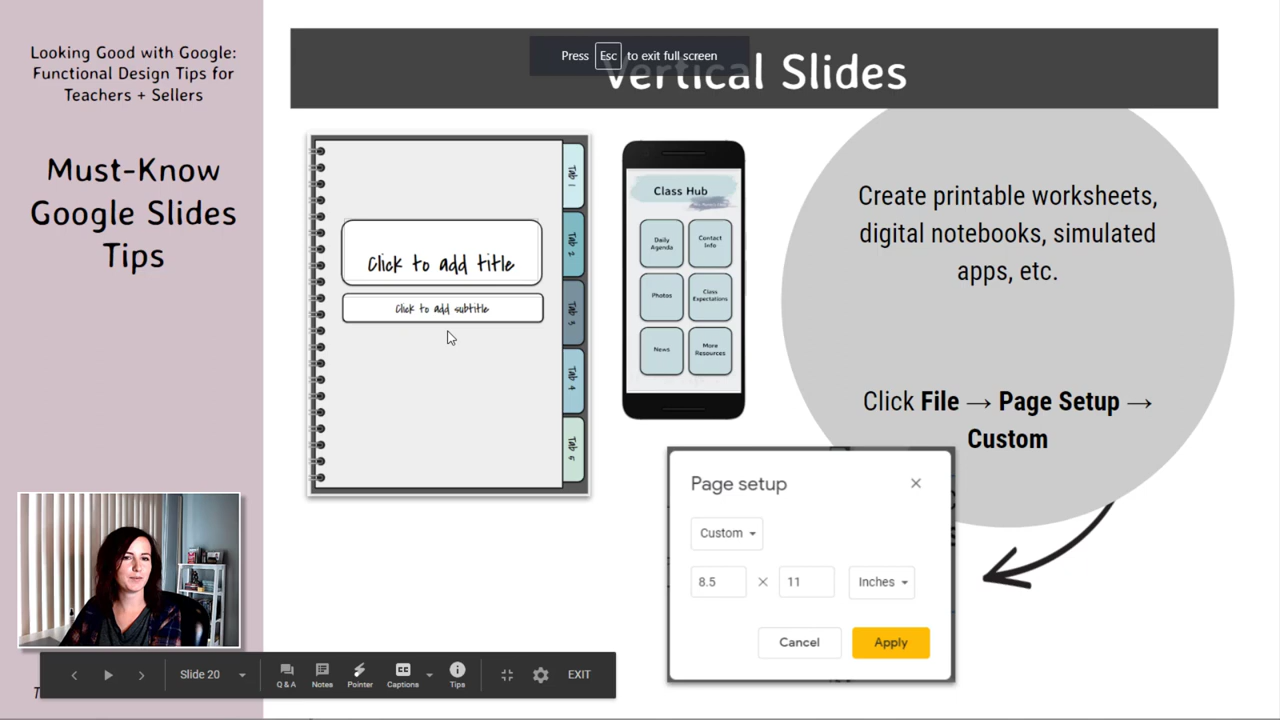 Looking Good with Google:
Functional Design Tips for
Teachers + Sellers
Must-Know
Google Slides
Tips
Press Esc to exit full screen
Vertical Slides
Click to add title
Click to add subtitle
Tab 1
Tab 2
Tab 3
Tab 4
Tab 5
Class Hub
Daily
Agenda
Contact
Info
Photos
Class
Expectations
News
More
Resources
Create printable worksheets,
digital notebooks, simulated
apps, etc.
Click File → Page Setup →
Custom
Page setup
Custom
8.5 × 11 Inches
Cancel Apply
Slide 20
Q & A
Notes
Pointer
Captions
Tips
EXIT